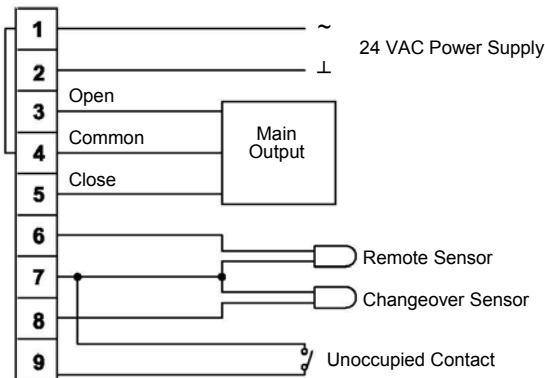 1
~
24 VAC Power Supply
2
⊥
3
Open
Main
Output
4
Common
5
Close
6
Remote Sensor
7
Changeover Sensor
8
9
Unoccupied Contact